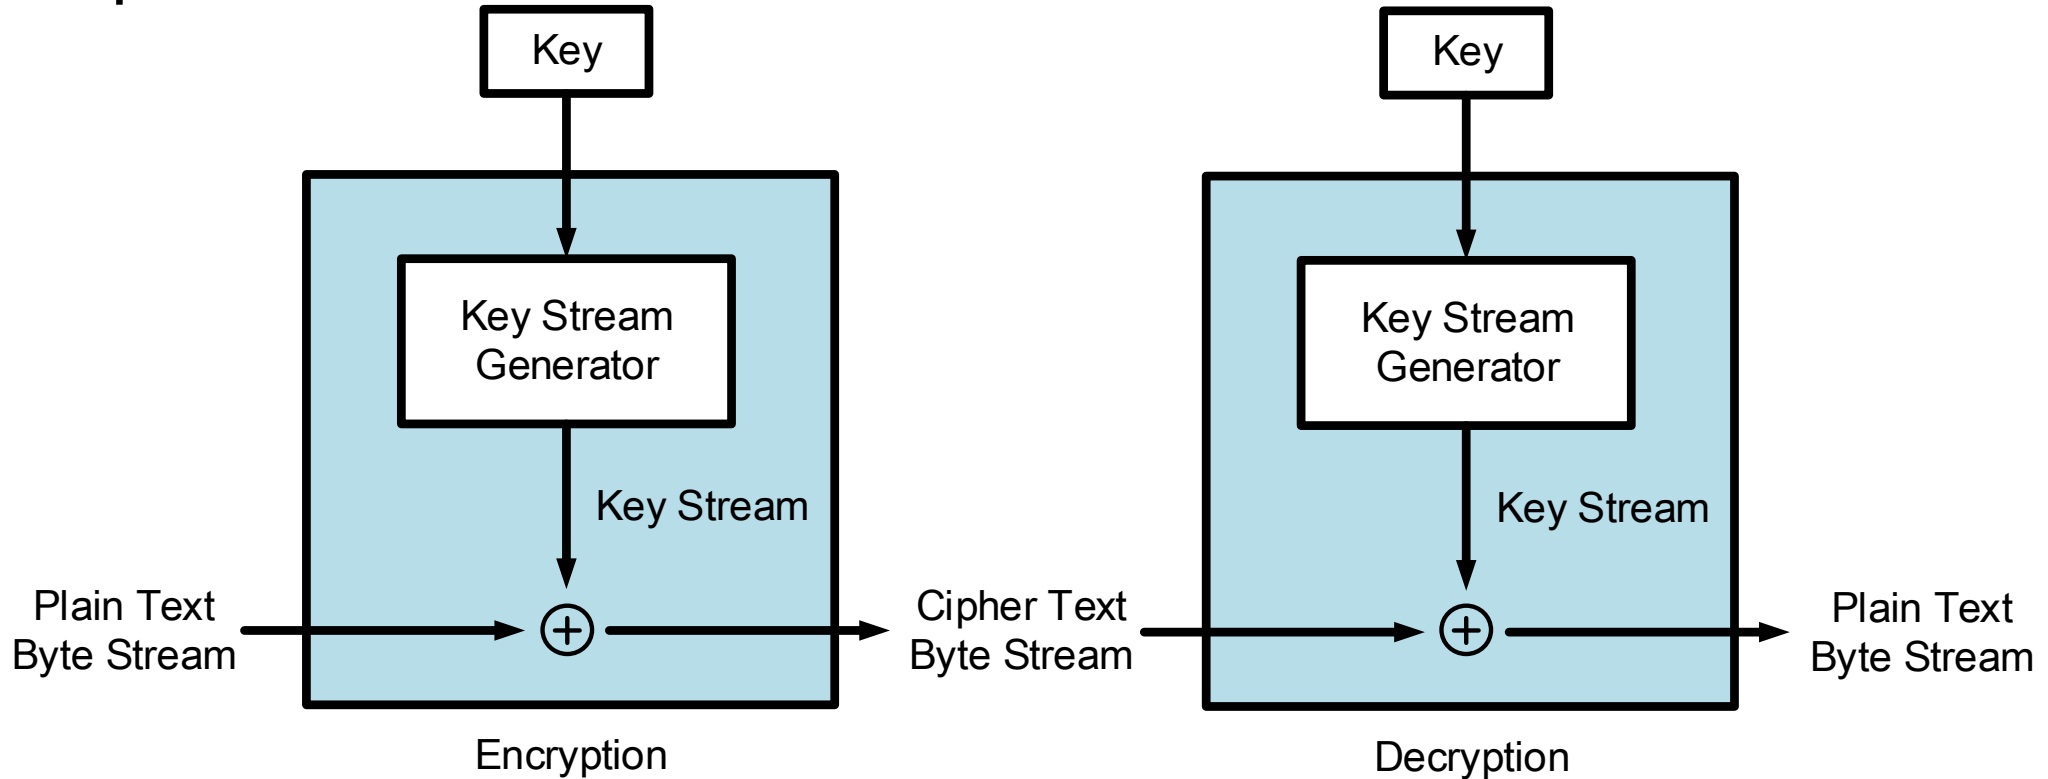 Key
Key Stream
Generator
Key Stream
Plain Text
Byte Stream
Cipher Text
Byte Stream
Encryption
Key
Key Stream
Generator
Key Stream
Plain Text
Byte Stream
Decryption